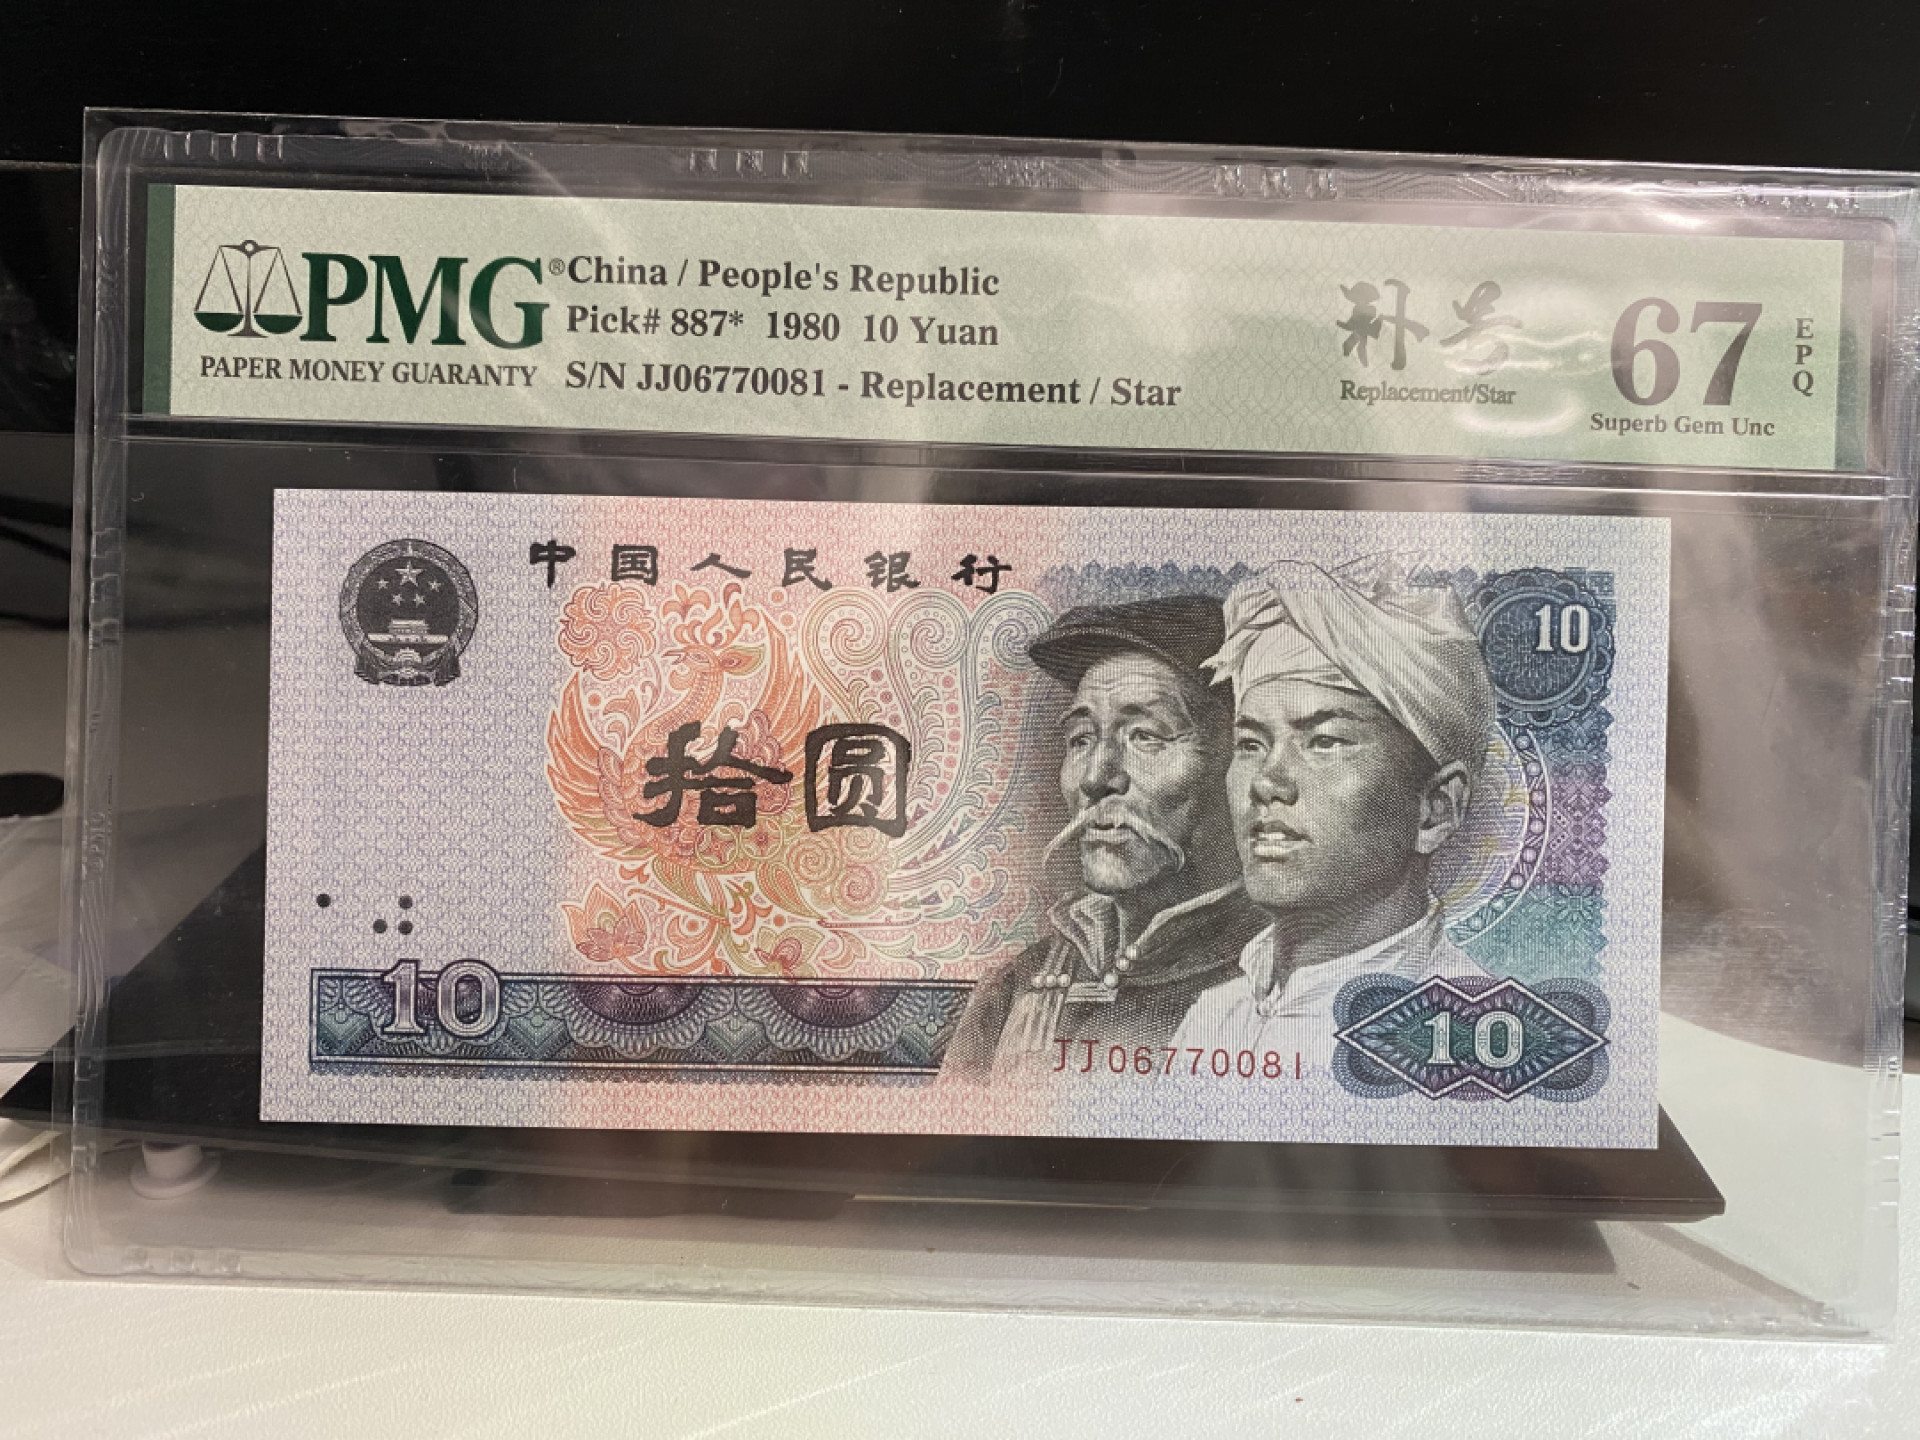 PMG®
PAPER MONEY GUARANTY
China / People's Republic
Pick# 887* 1980 10 Yuan
S/N JJ06770081 - Replacement / Star
补号
Replacement/Star
67
EPQ
Superb Gem Unc
中国人民银行
10
拾圆
10
JJ06770081
10